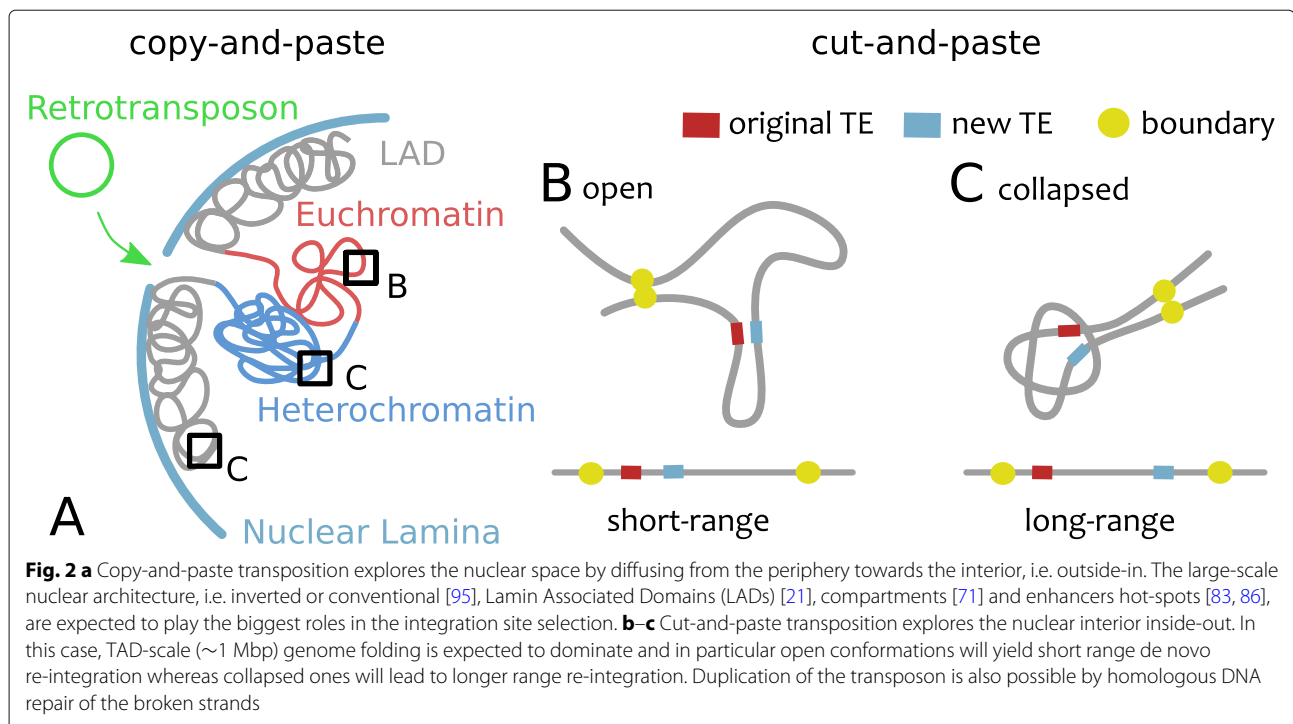 copy-and-paste
cut-and-paste
Retrotransposon
LAD
Euchromatin
B
C
Heterochromatin
C
A
Nuclear Lamina
original TE
new TE
boundary
B open
C collapsed
short-range
long-range
Fig. 2 a Copy-and-paste transposition explores the nuclear space by diffusing from the periphery towards the interior, i.e. outside-in. The large-scale
nuclear architecture, i.e. inverted or conventional [95], Lamin Associated Domains (LADs) [21], compartments [71] and enhancers hot-spots [83, 86],
are expected to play the biggest roles in the integration site selection. b–c Cut-and-paste transposition explores the nuclear interior inside-out. In
this case, TAD-scale (∼1 Mbp) genome folding is expected to dominate and in particular open conformations will yield short range de novo
re-integration whereas collapsed ones will lead to longer range re-integration. Duplication of the transposon is also possible by homologous DNA
repair of the broken strands